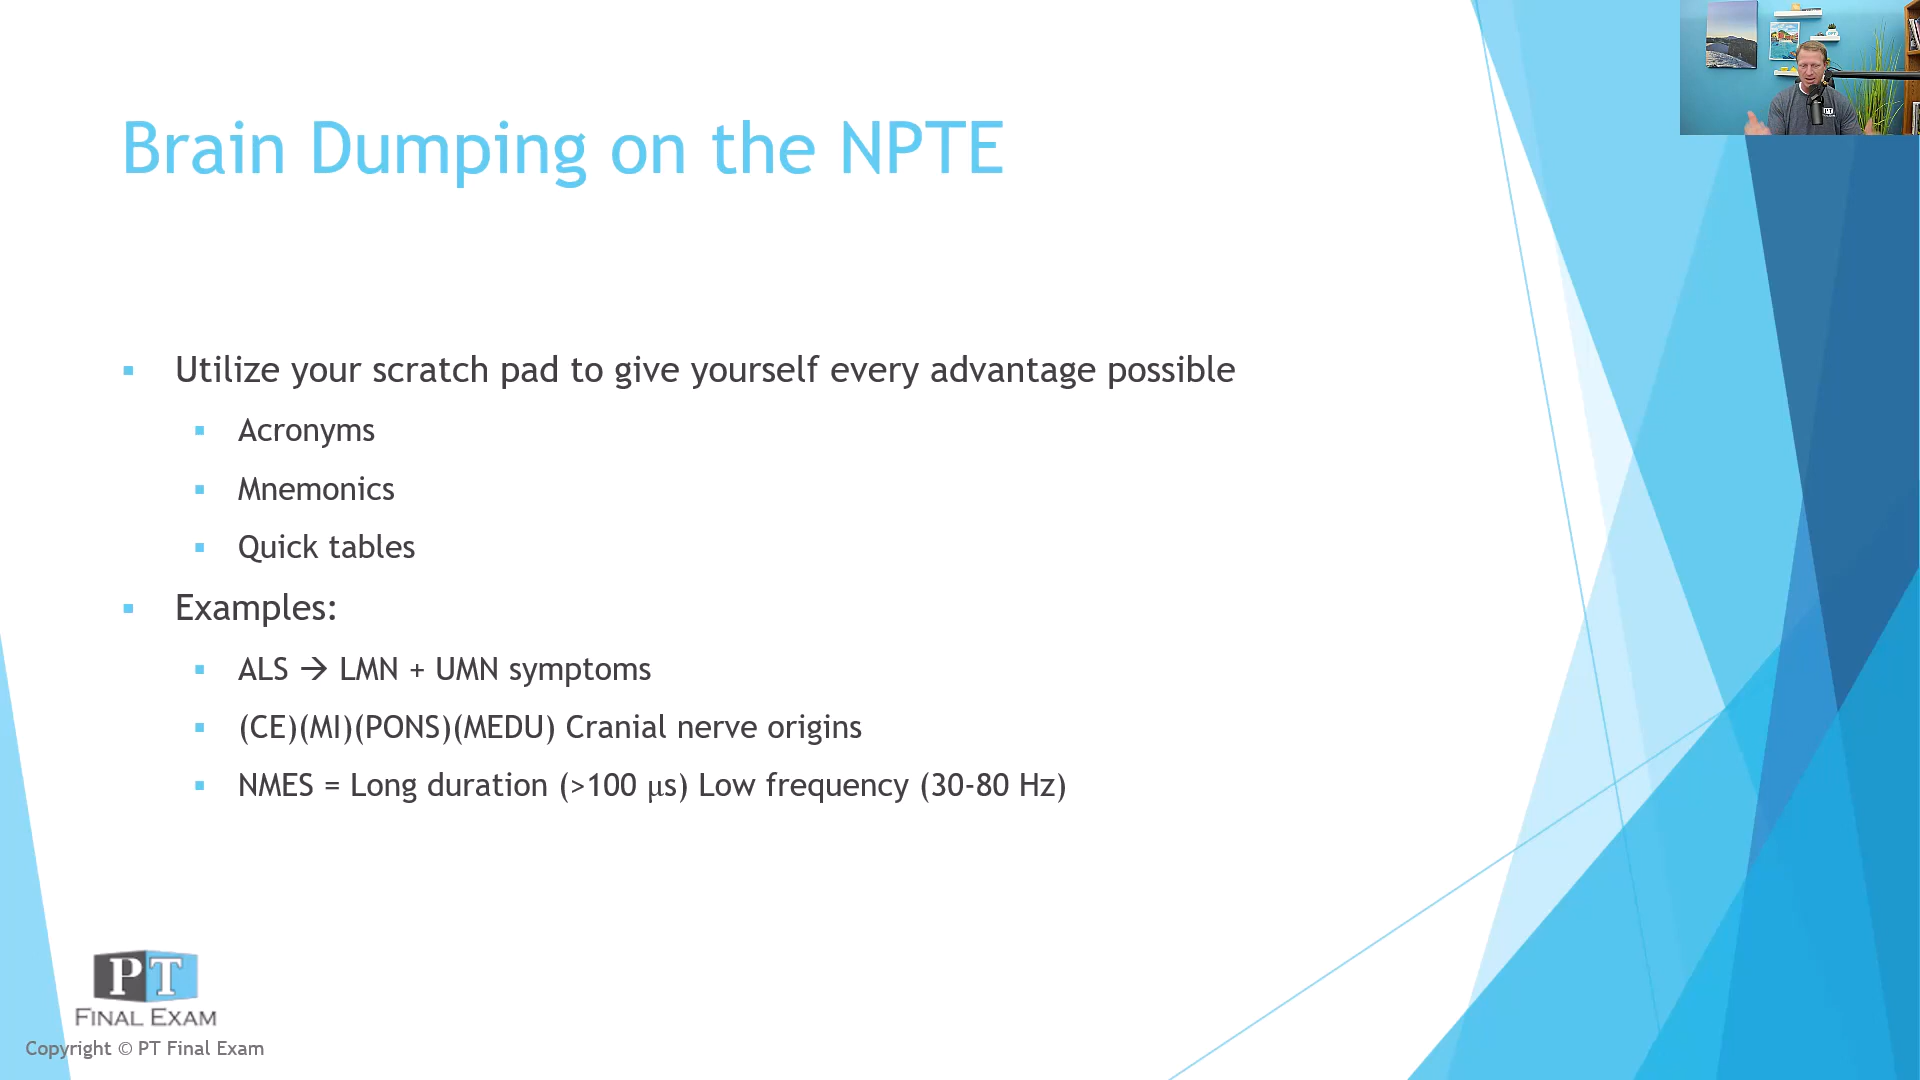 Brain Dumping on the NPTE
Utilize your scratch pad to give yourself every advantage possible
Acronyms
Mnemonics
Quick tables
Examples:
ALS → LMN + UMN symptoms
(CE)(MI)(PONS)(MEDU) Cranial nerve origins
NMES = Long duration (>100 μs) Low frequency (30-80 Hz)
PT
FINAL EXAM
Copyright © PT Final Exam